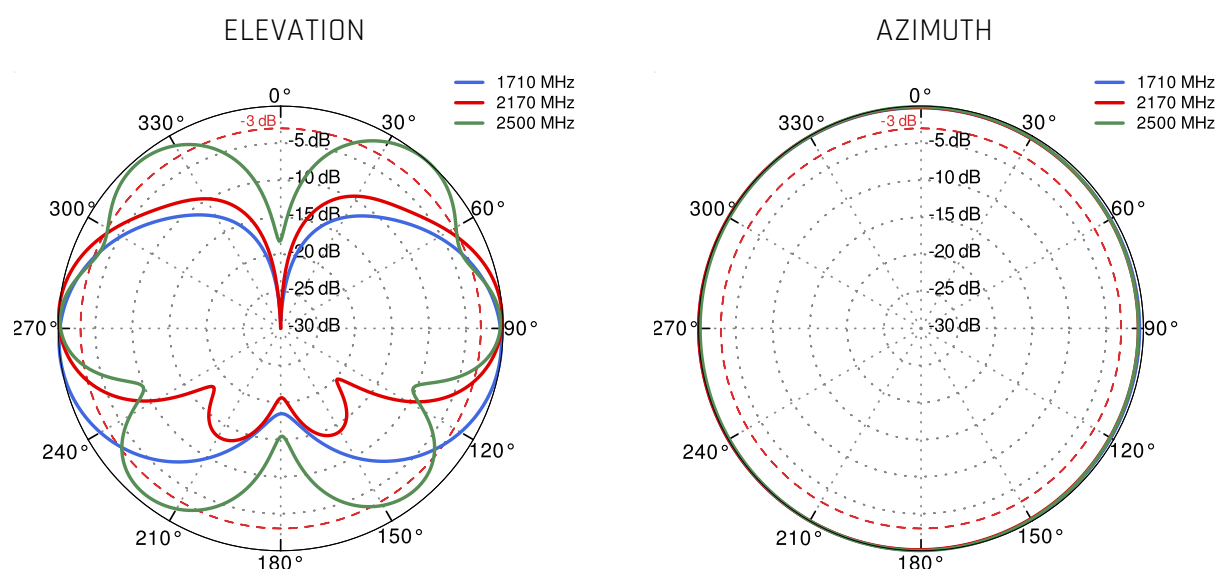 ELEVATION
1710 MHz
2170 MHz
2500 MHz
0°
330°
-3 dB
30°
-5 dB
-10 dB
300°
-15 dB
60°
-20 dB
-25 dB
270°
-30 dB
90°
240°
120°
210°
150°
180°
AZIMUTH
1710 MHz
2170 MHz
2500 MHz
0°
330°
-3 dB
30°
-5 dB
-10 dB
300°
-15 dB
60°
-20 dB
-25 dB
270°
-30 dB
90°
240°
120°
210°
150°
180°